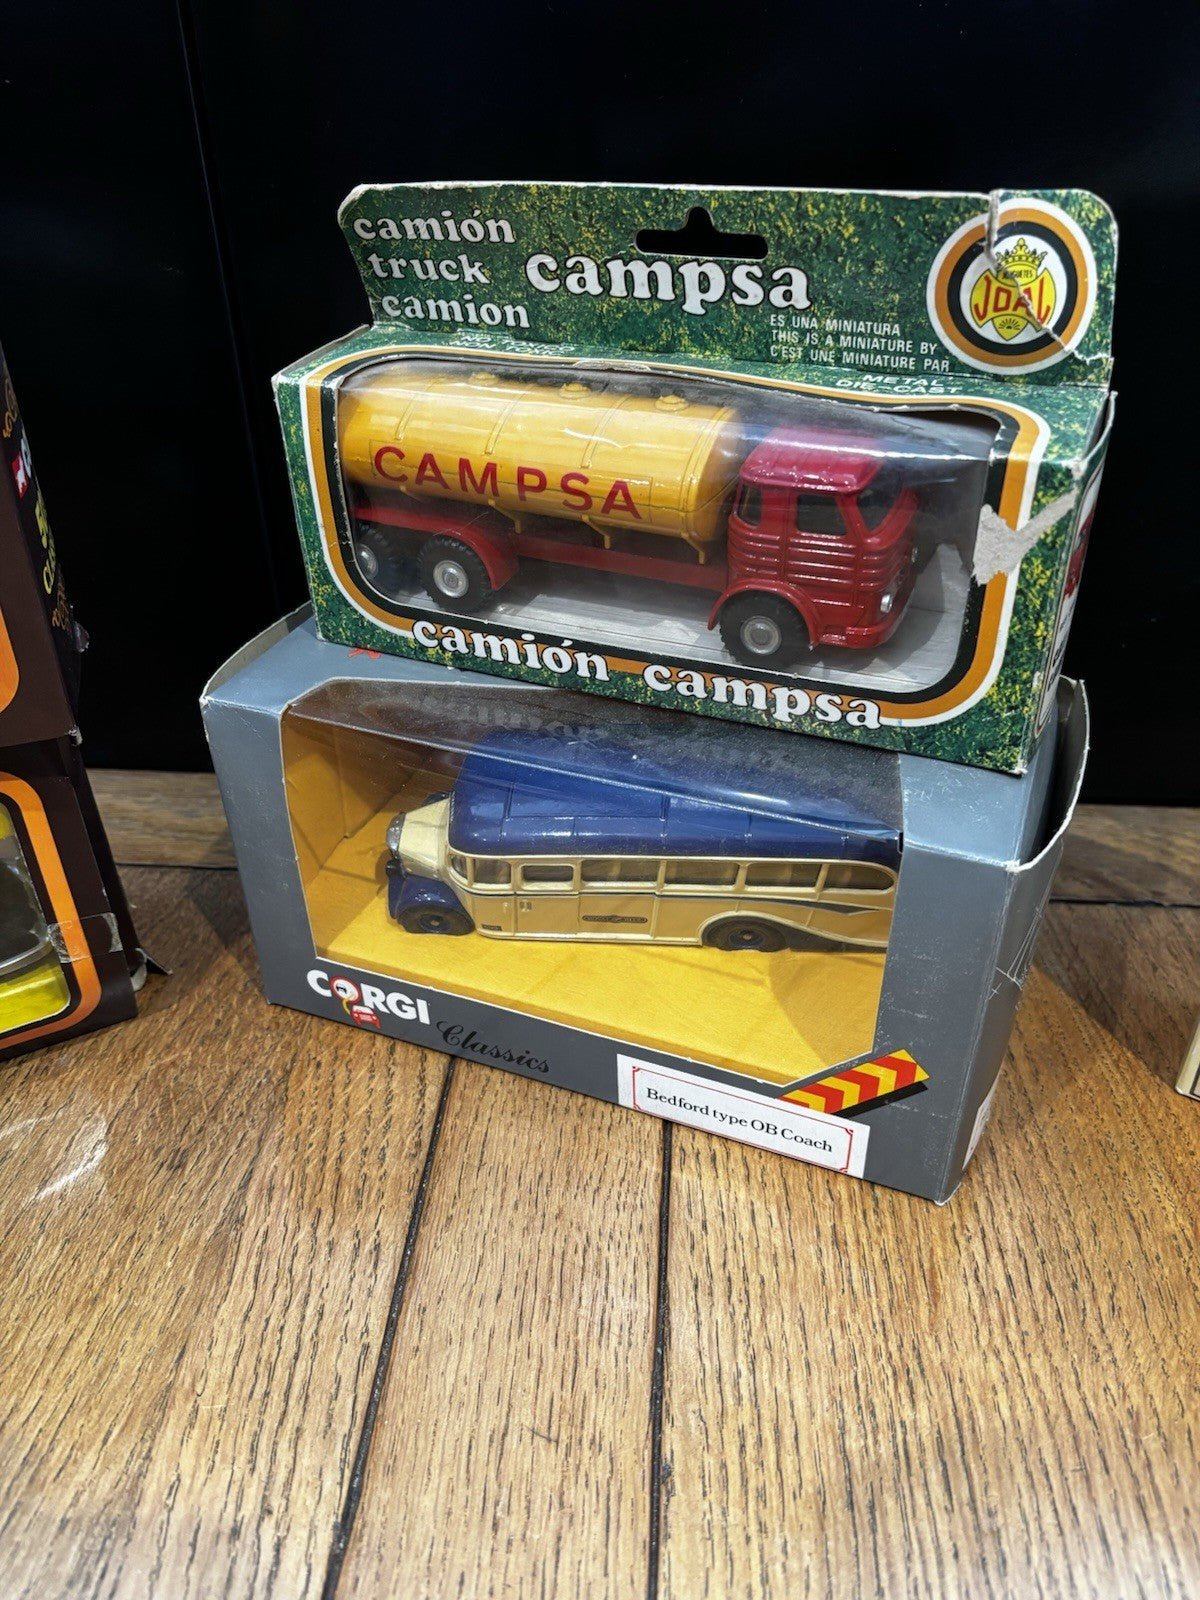 camión
truck
camion
campsa
ES UNA MINIATURA
THIS IS A MINIATURE BY
C'EST UNE MINIATURE PAR
JUGUETES
JOAL
METAL
DIE-CAST
CAMPSA
camión campsa
CORGI
Classics
Bedford type OB Coach